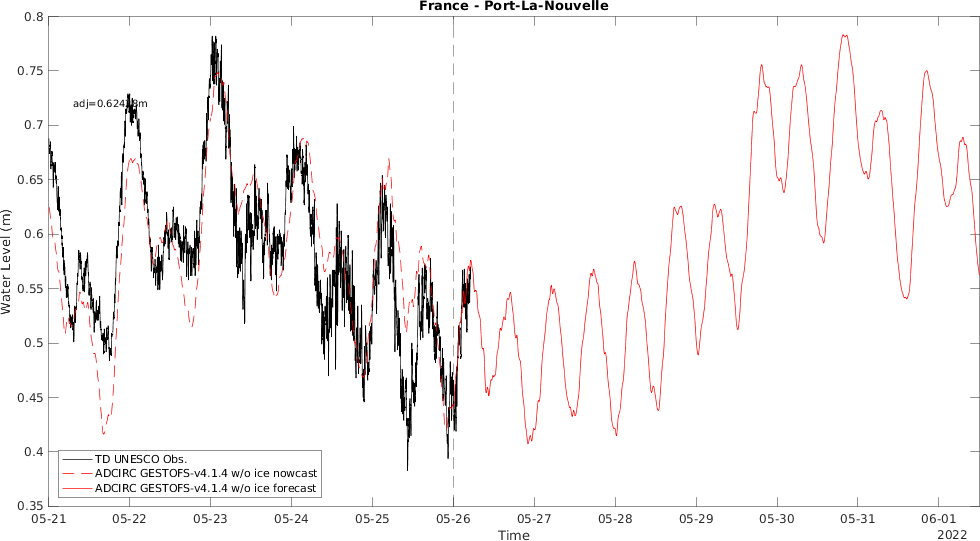 France - Port-La-Nouvelle
0.8
0.75
0.7
0.65
0.6
0.55
0.5
0.45
0.4
0.35
Water Level (m)
TD UNESCO Obs.
ADCIRC GESTOFS-v4.1.4 w/o ice nowcast
ADCIRC GESTOFS-v4.1.4 w/o ice forecast
05-21 05-22 05-23 05-24 05-25 05-26 05-27 05-28 05-29 05-30 05-31 06-01
Time
2022